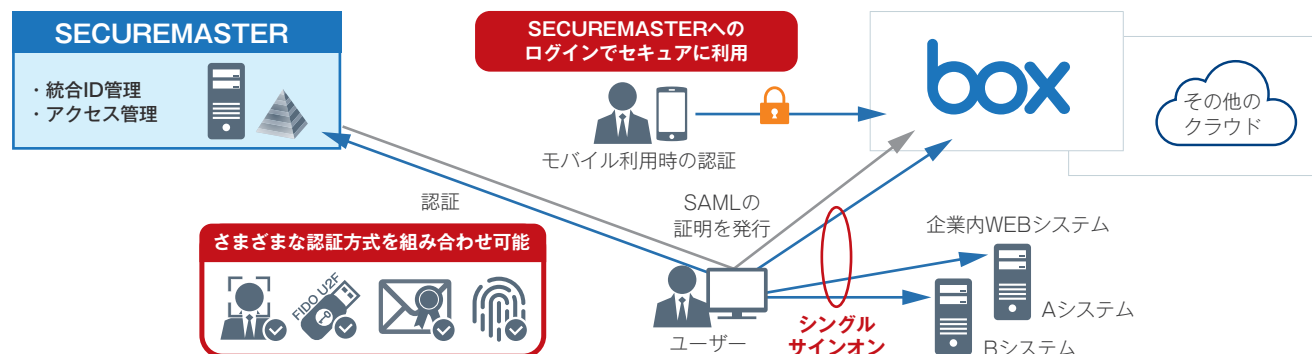 SECUREMASTER
・統合ID管理
・アクセス管理
SECUREMASTERへの
ログインでセキュアに利用
モバイル利用時の認証
box
その他の
クラウド
認証
SAMLの
証明を発行
さまざまな認証方式を組み合わせ可能
FIDO U2F
ユーザー
シングル
サインオン
企業内WEBシステム
Aシステム
Bシステム